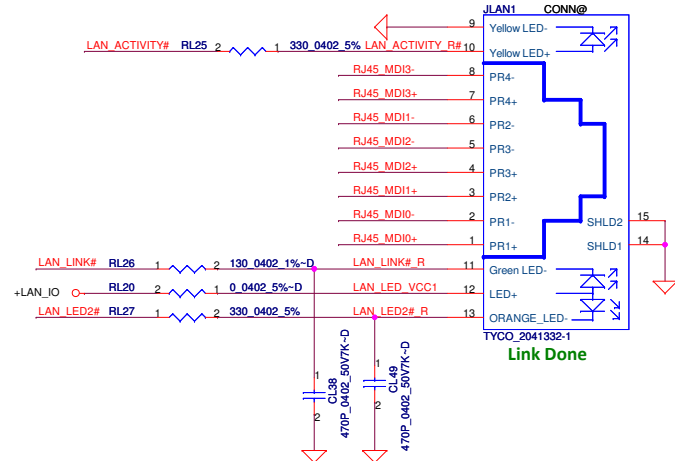 JLAN1 CONN@
9 Yellow LED-
LAN_ACTIVITY# RL25 2 1 330_0402_5% LAN_ACTIVITY_R# 10 Yellow LED+
RJ45_MDI3- 8 PR4-
RJ45_MDI3+ 7 PR4+
RJ45_MDI1- 6 PR2-
RJ45_MDI2- 5 PR3-
RJ45_MDI2+ 4 PR3+
RJ45_MDI1+ 3 PR2+
RJ45_MDI0- 2 PR1- SHLD2 15
RJ45_MDI0+ 1 PR1+ SHLD1 14
LAN_LINK# RL26 1 2 130_0402_1%~D LAN_LINK#_R 11 Green LED-
+LAN_IO RL20 2 1 0_0402_5%~D LAN_LED_VCC1 12 LED+
LAN_LED2# RL27 1 2 330_0402_5% LAN_LED2#_R 13 ORANGE_LED-
TYCO_2041332-1
Link Done
1 2 CL38 470P_0402_50V7K~D
1 2 CL49 470P_0402_50V7K~D